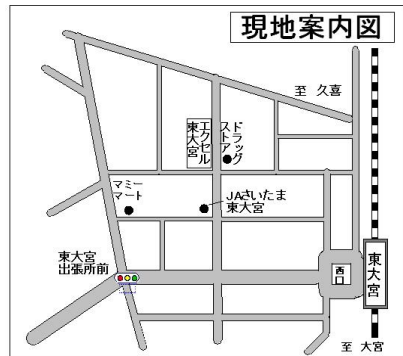 現地案内図
至 久喜
エクセル
東大宮
ドラッグ
ストアー
マミー
マート
JAさいたま
東大宮
東大宮
出張所前
西口
東大宮
至 大宮